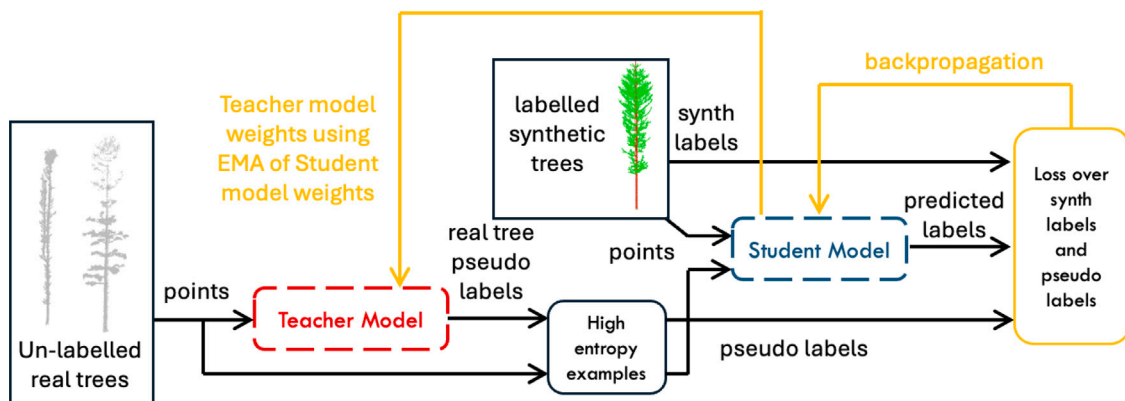 Un-labelled
real trees
points
Teacher model
weights using
EMA of Student
model weights
Teacher Model
real tree
pseudo
labels
labelled
synthetic
trees
synth
labels
points
High
entropy
examples
Student Model
backpropagation
predicted
labels
pseudo labels
Loss over
synth
labels
and
pseudo
labels